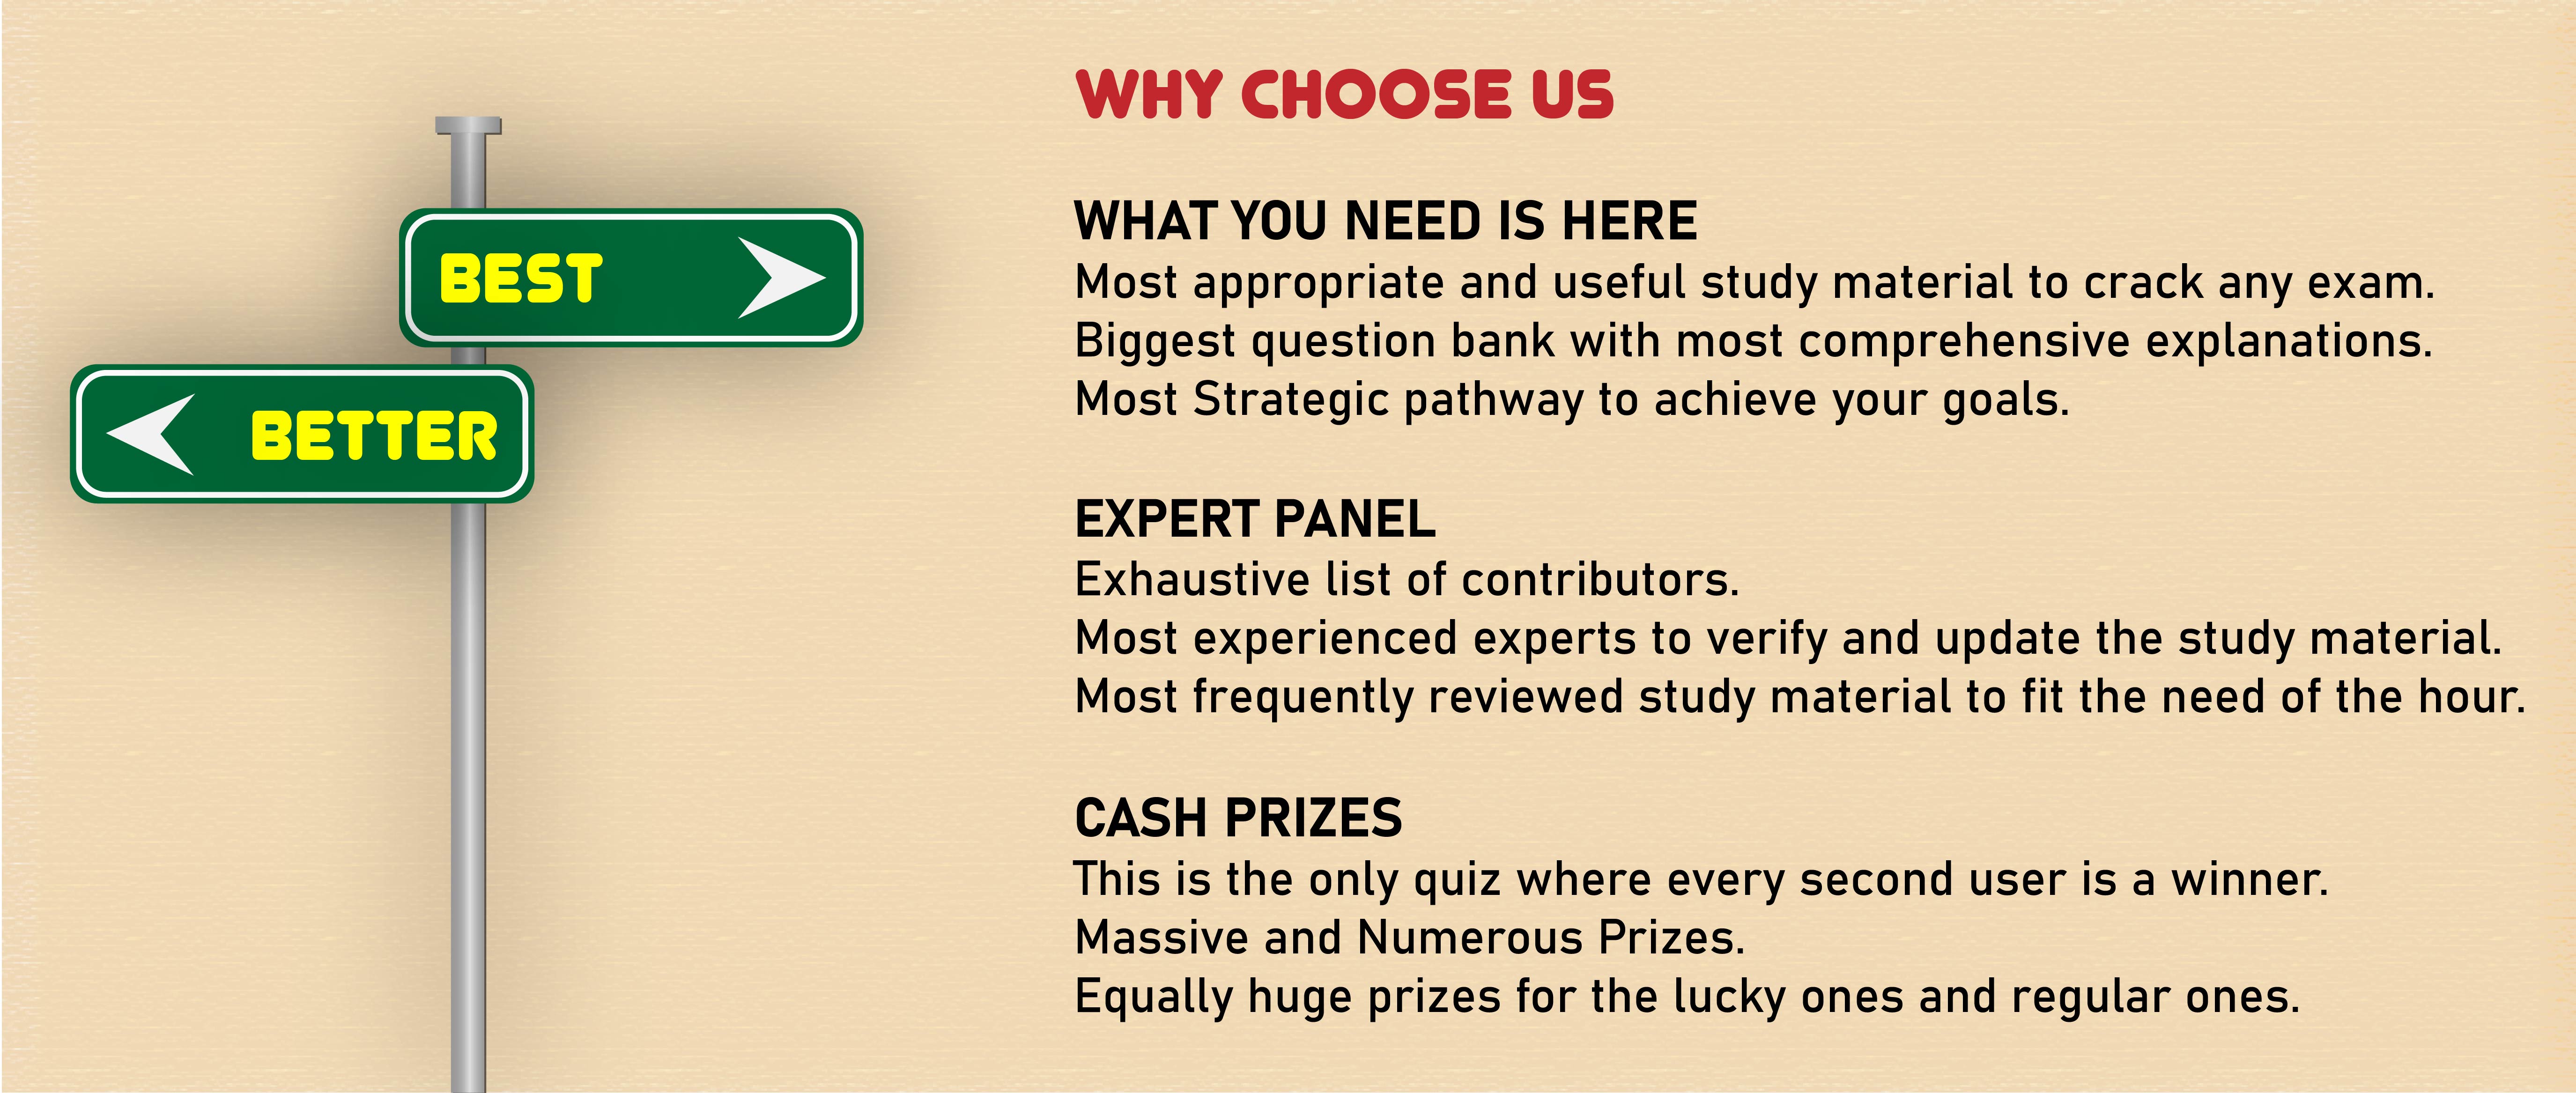 BEST
BETTER
WHY CHOOSE US
WHAT YOU NEED IS HERE
Most appropriate and useful study material to crack any exam.
Biggest question bank with most comprehensive explanations.
Most Strategic pathway to achieve your goals.
EXPERT PANEL
Exhaustive list of contributors.
Most experienced experts to verify and update the study material.
Most frequently reviewed study material to fit the need of the hour.
CASH PRIZES
This is the only quiz where every second user is a winner.
Massive and Numerous Prizes.
Equally huge prizes for the lucky ones and regular ones.